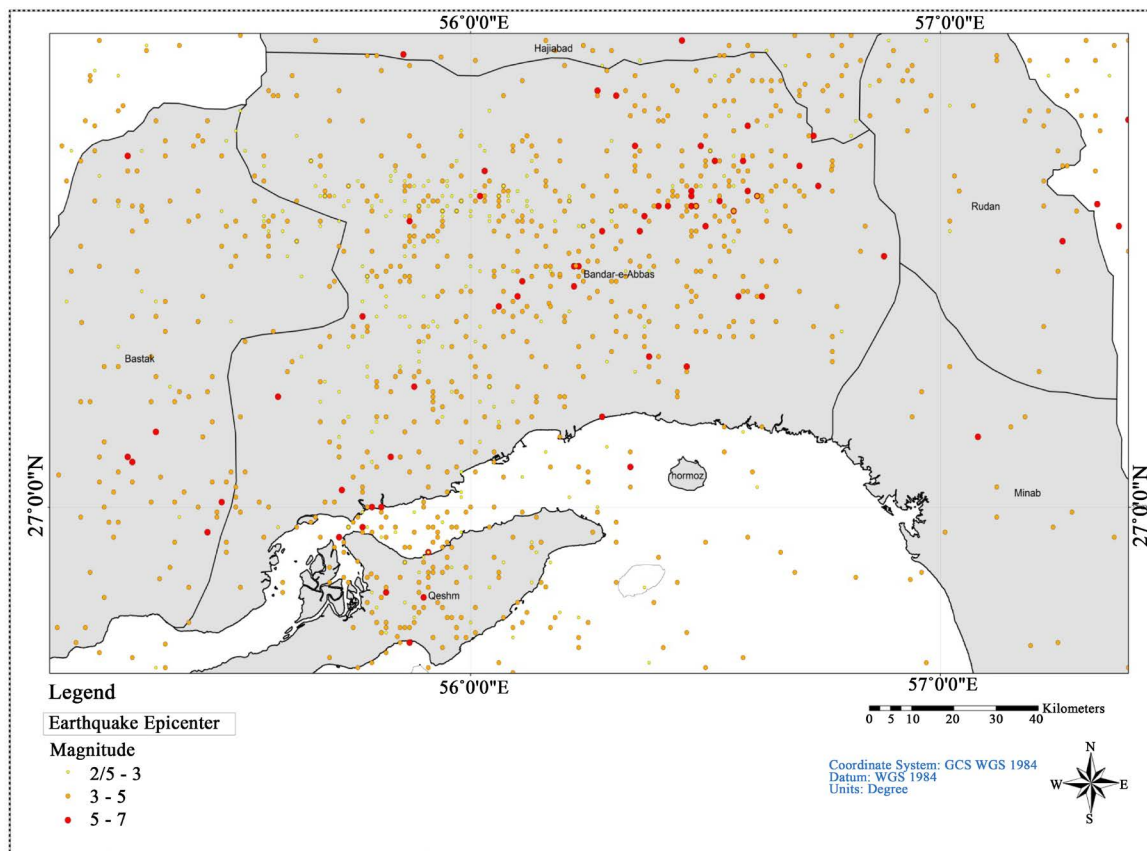 56°0'0"E
57°0'0"E
Hajiabad
Rudan
Bandar-e-Abbas
Bastak
hormoz
Minab
27°0'0"N
27°0'0"N
Qeshm
56°0'0"E
57°0'0"E
Legend
Earthquake Epicenter
Magnitude
2/5 - 3
3 - 5
5 - 7
Kilometers
0 5 10 20 30 40
Coordinate System: GCS WGS 1984
Datum: WGS 1984
Units: Degree
N
W E
S